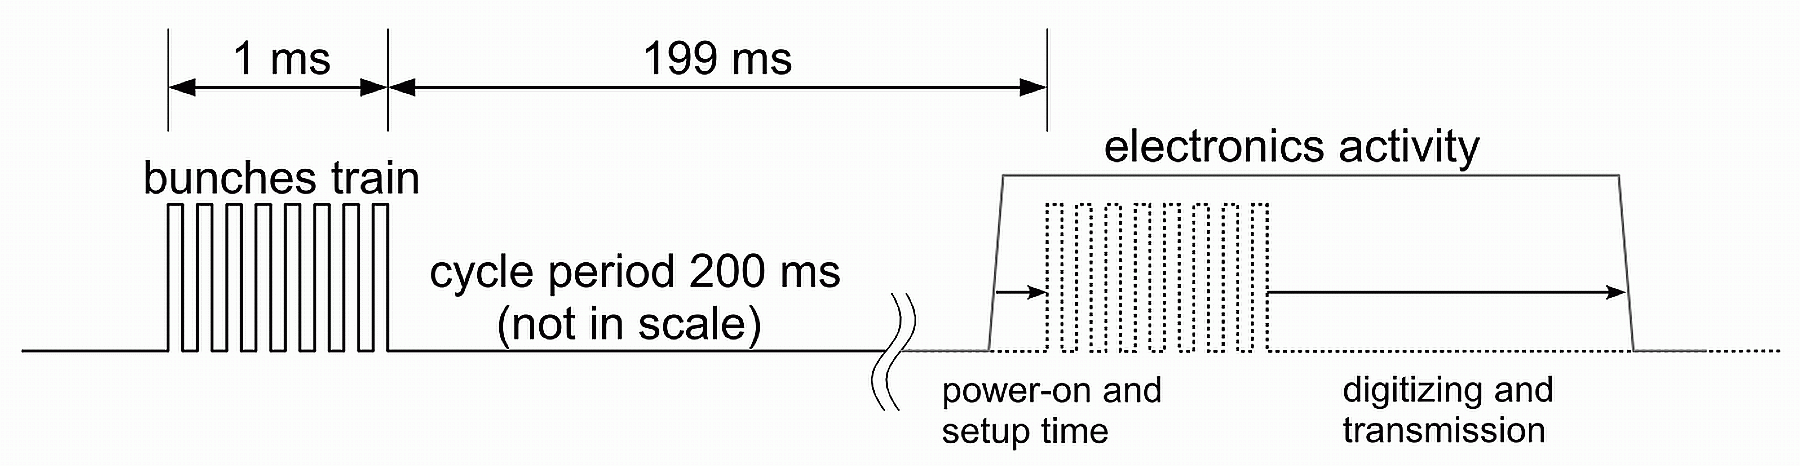 1 ms
199 ms
electronics activity
bunches train
cycle period 200 ms
(not in scale)
power-on and
setup time
digitizing and
transmission